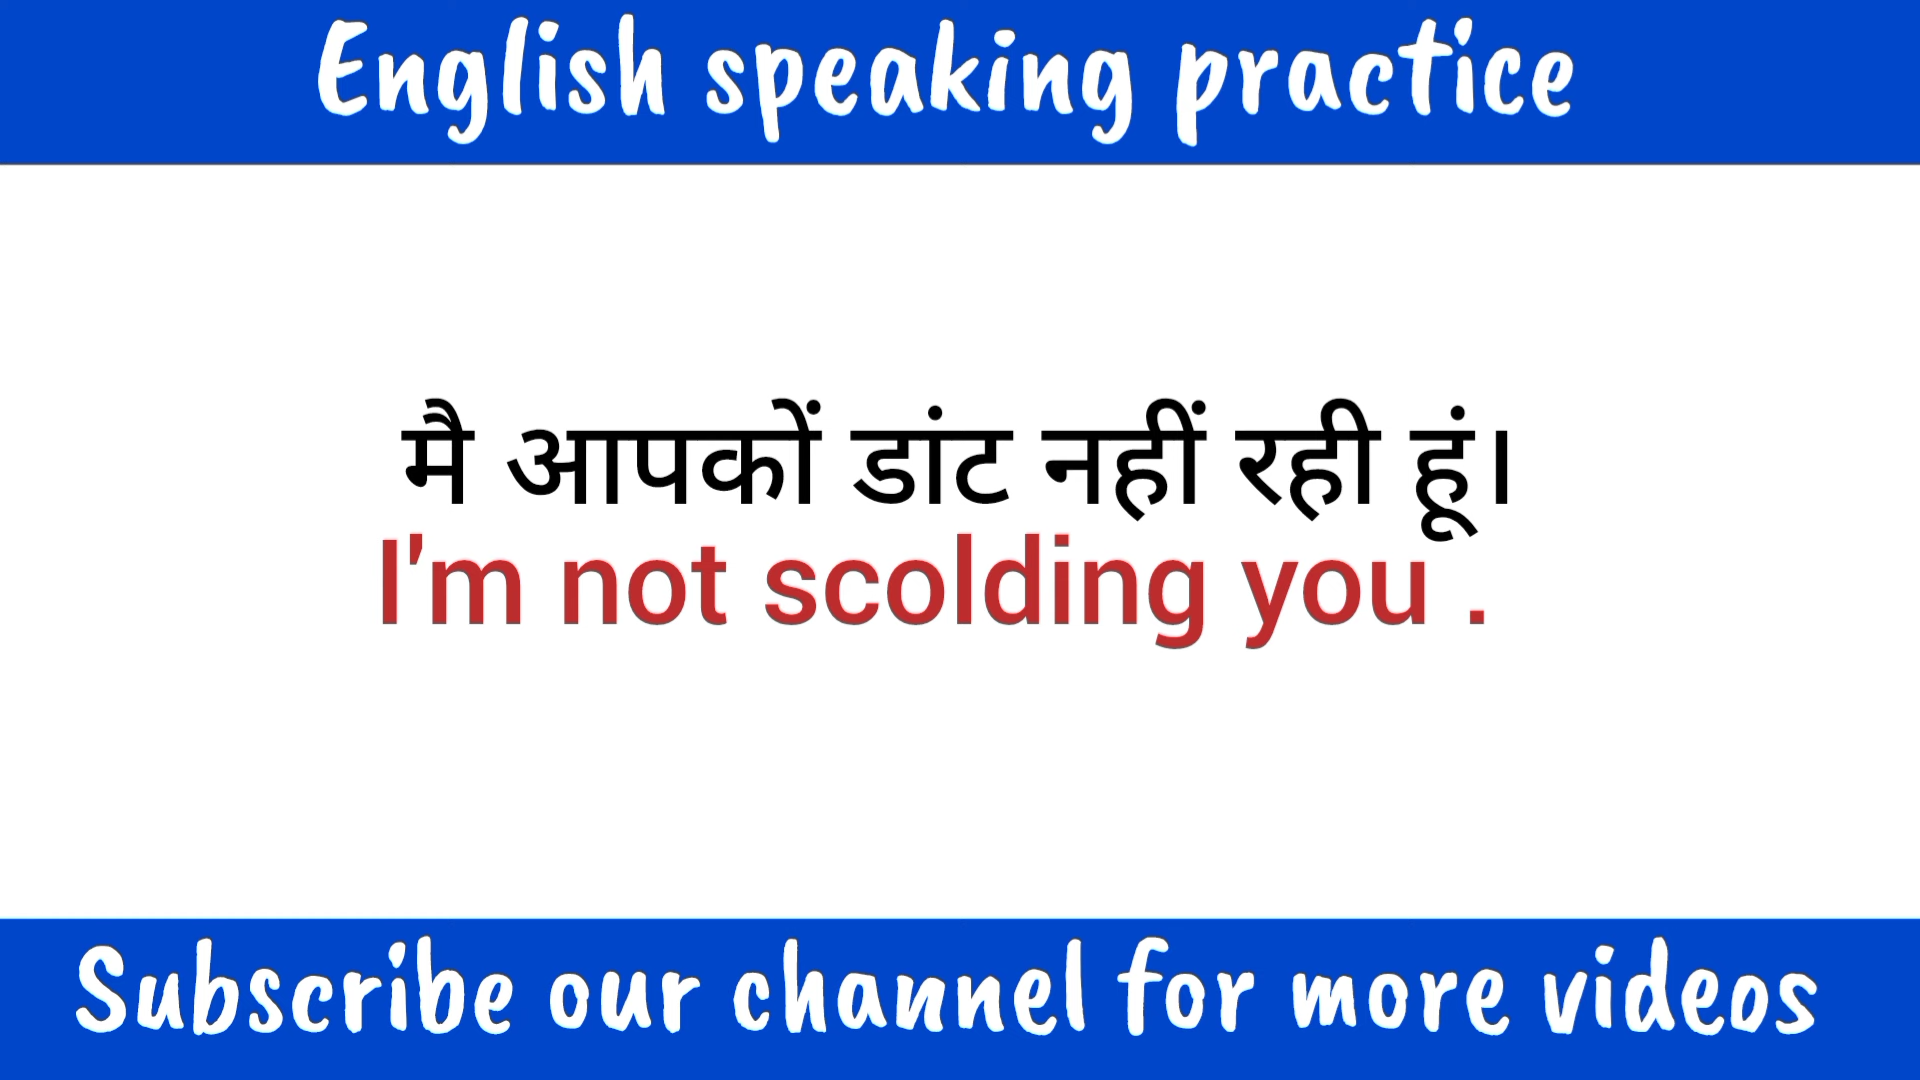 English speaking practice
मै आपकों डांट नहीं रही हूं।
I'm not scolding you .
Subscribe our channel for more videos